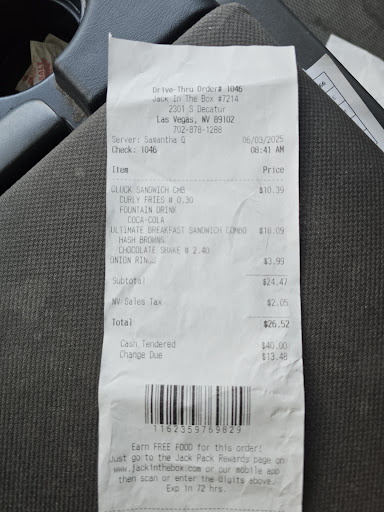 Drive-Thru Order# 1046
Jack In The Box #7214
2301 S Decatur
Las Vegas, NV 89102
702-878-1288
Server: Samantha Q 06/03/2025
Check: 1046 08:41 AM
Item Price
CLUCK SANDWICH CMB $10.39
CURLY FRIES # 0.30
FOUNTAIN DRINK
COCA-COLA
ULTIMATE BREAKFAST SANDWICH COMBO $10.09
HASH BROWNS
CHOCOLATE SHAKE # 2.40
ONION $3.99
Subtotal $24.47
NV-Sales Tax $2.05
Total $26.52
Cash Tendered $40.00
Change Due $13.48
1162359769829
Earn FREE FOOD for this order!
Just go to the Jack Pack Rewards page on
www.jackinthebox.com or our mobile app
then scan or enter the digits above.
Exp in 72 hrs.